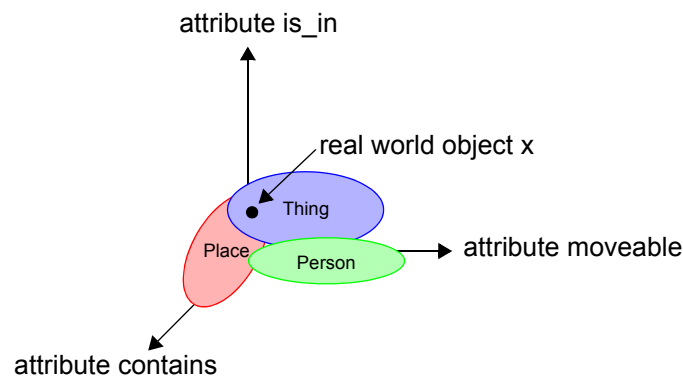 attribute is_in
real world object x
Thing
Place
attribute moveable
Person
attribute contains